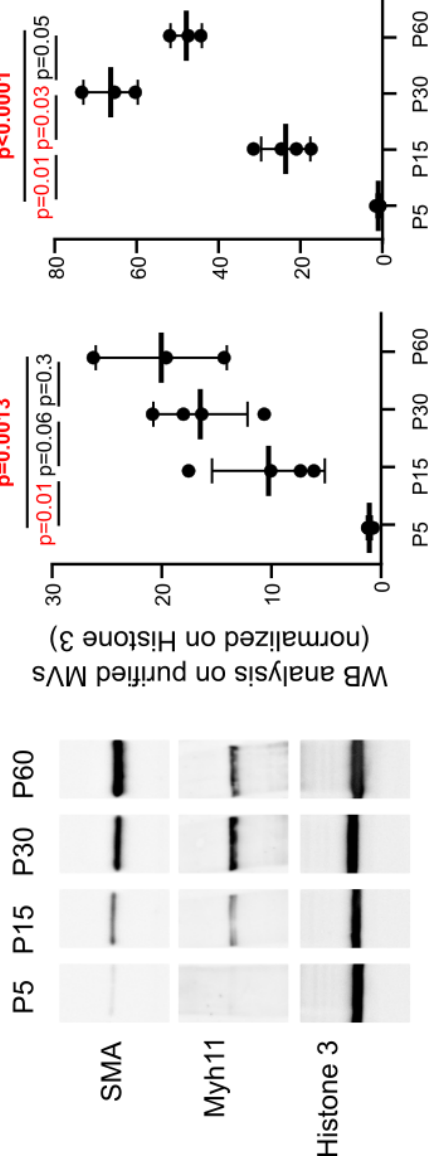 P5 P15 P30 P60
SMA
Myh11
Histone 3
WB analysis on purified MVs
(normalized on Histone 3)
p=0.0013
p=0.01 p=0.06 p=0.3
30
20
10
0
P5 P15 P30 P60
p<0.0001
p=0.01 p=0.03 p=0.05
80
60
40
20
0
P5 P15 P30 P60